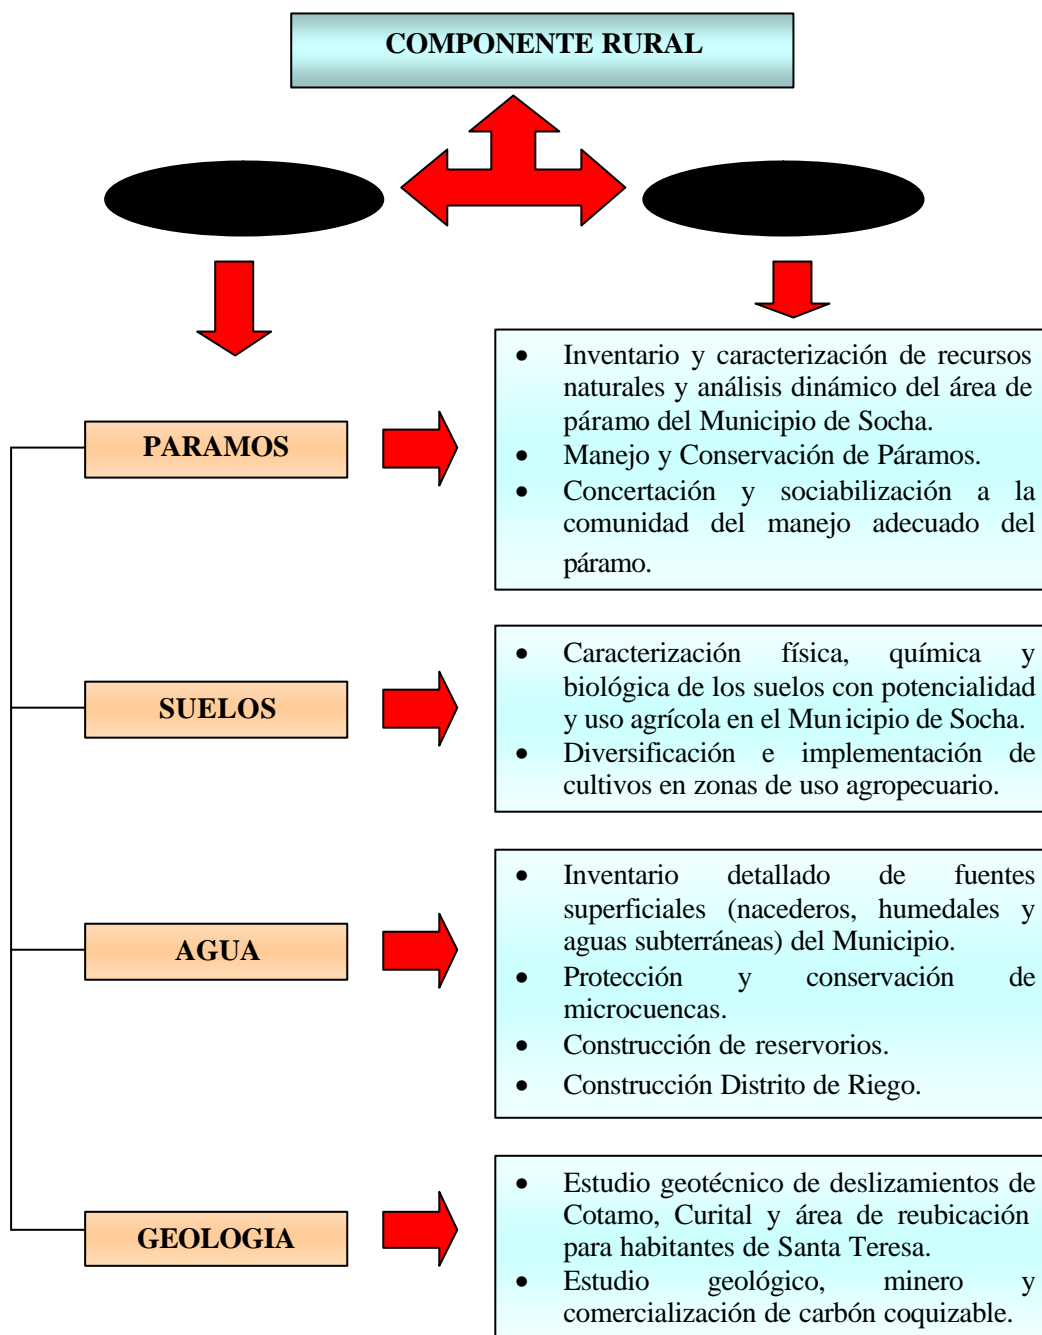 COMPONENTE RURAL
PARAMOS
• Inventario y caracterización de recursos
naturales y análisis dinámico del área de
páramo del Municipio de Socha.
• Manejo y Conservación de Páramos.
• Concertación y sociabilización a la
comunidad del manejo adecuado del
páramo.
SUELOS
• Caracterización física, química y
biológica de los suelos con potencialidad
y uso agrícola en el Municipio de Socha.
• Diversificación e implementación de
cultivos en zonas de uso agropecuario.
AGUA
• Inventario detallado de fuentes
superficiales (nacederos, humedales y
aguas subterráneas) del Municipio.
• Protección y conservación de
microcuencas.
• Construcción de reservorios.
• Construcción Distrito de Riego.
GEOLOGIA
• Estudio geotécnico de deslizamientos de
Cotamo, Curital y área de reubicación
para habitantes de Santa Teresa.
• Estudio geológico, minero y
comercialización de carbón coquizable.